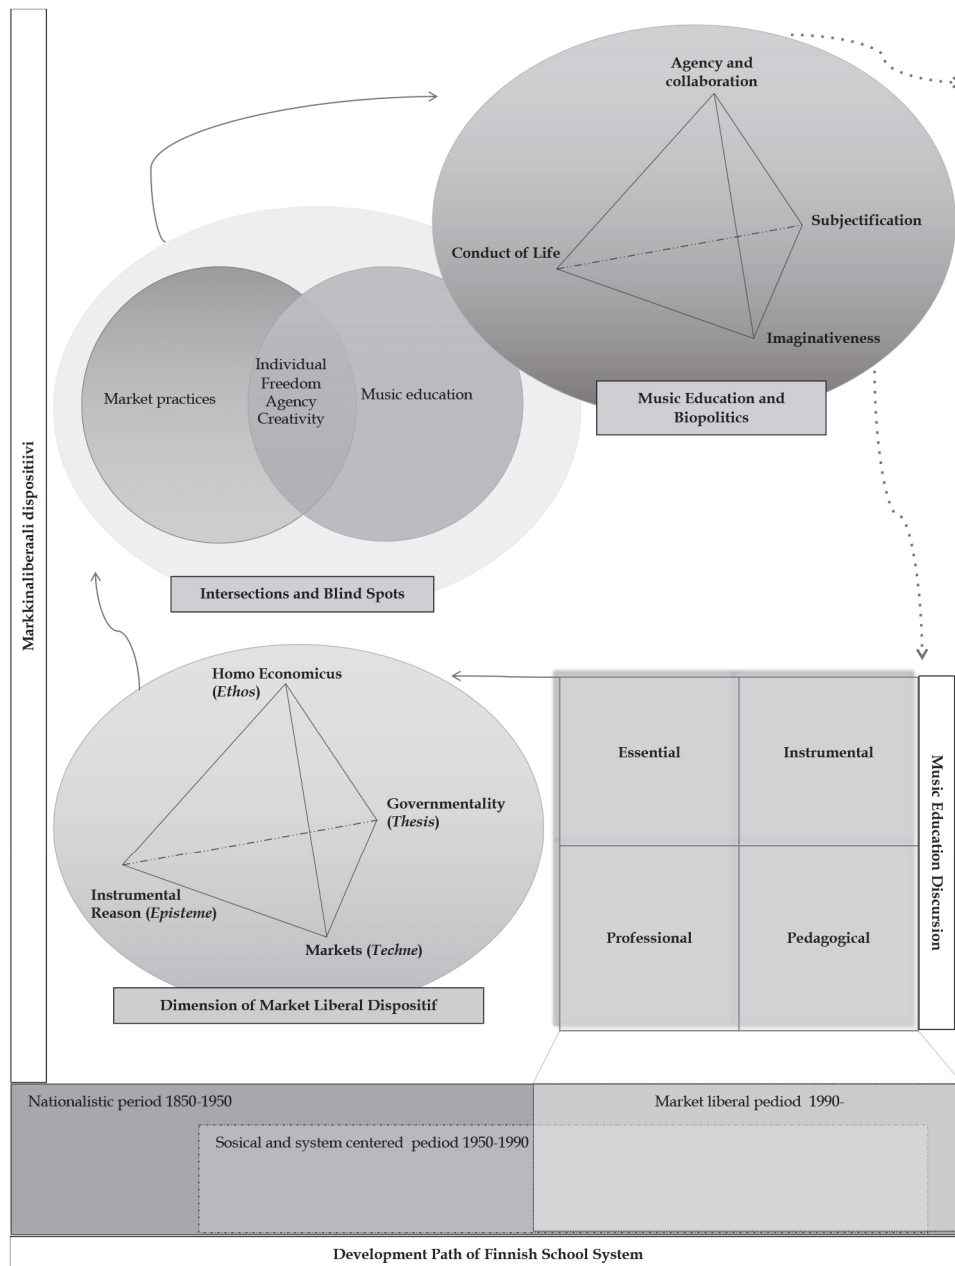 Agency and
collaboration
Subjectification
Conduct of Life
Imaginativeness
Music Education and
Biopolitics
Market practices
Individual
Freedom
Agency
Creativity
Music education
Intersections and Blind Spots
Markkinaliberaali dispositiivi
Homo Economicus
(Ethos)
Governmentality
(Thesis)
Instrumental
Reason (Episteme)
Markets (Techne)
Dimension of Market Liberal Dispositif
Essential
Instrumental
Professional
Pedagogical
Music Education Discursion
Nationalistic period 1850-1950
Market liberal pediod 1990-
Sosical and system centered pediod 1950-1990
Development Path of Finnish School System